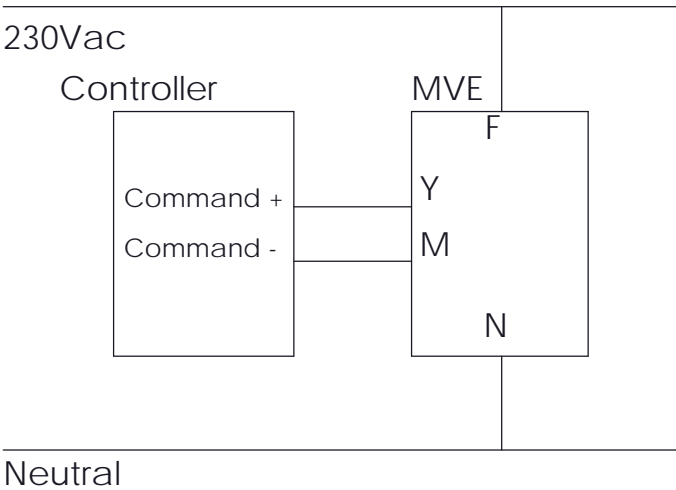 230Vac
Controller MVE
F
Command + Y
Command - M
N
Neutral